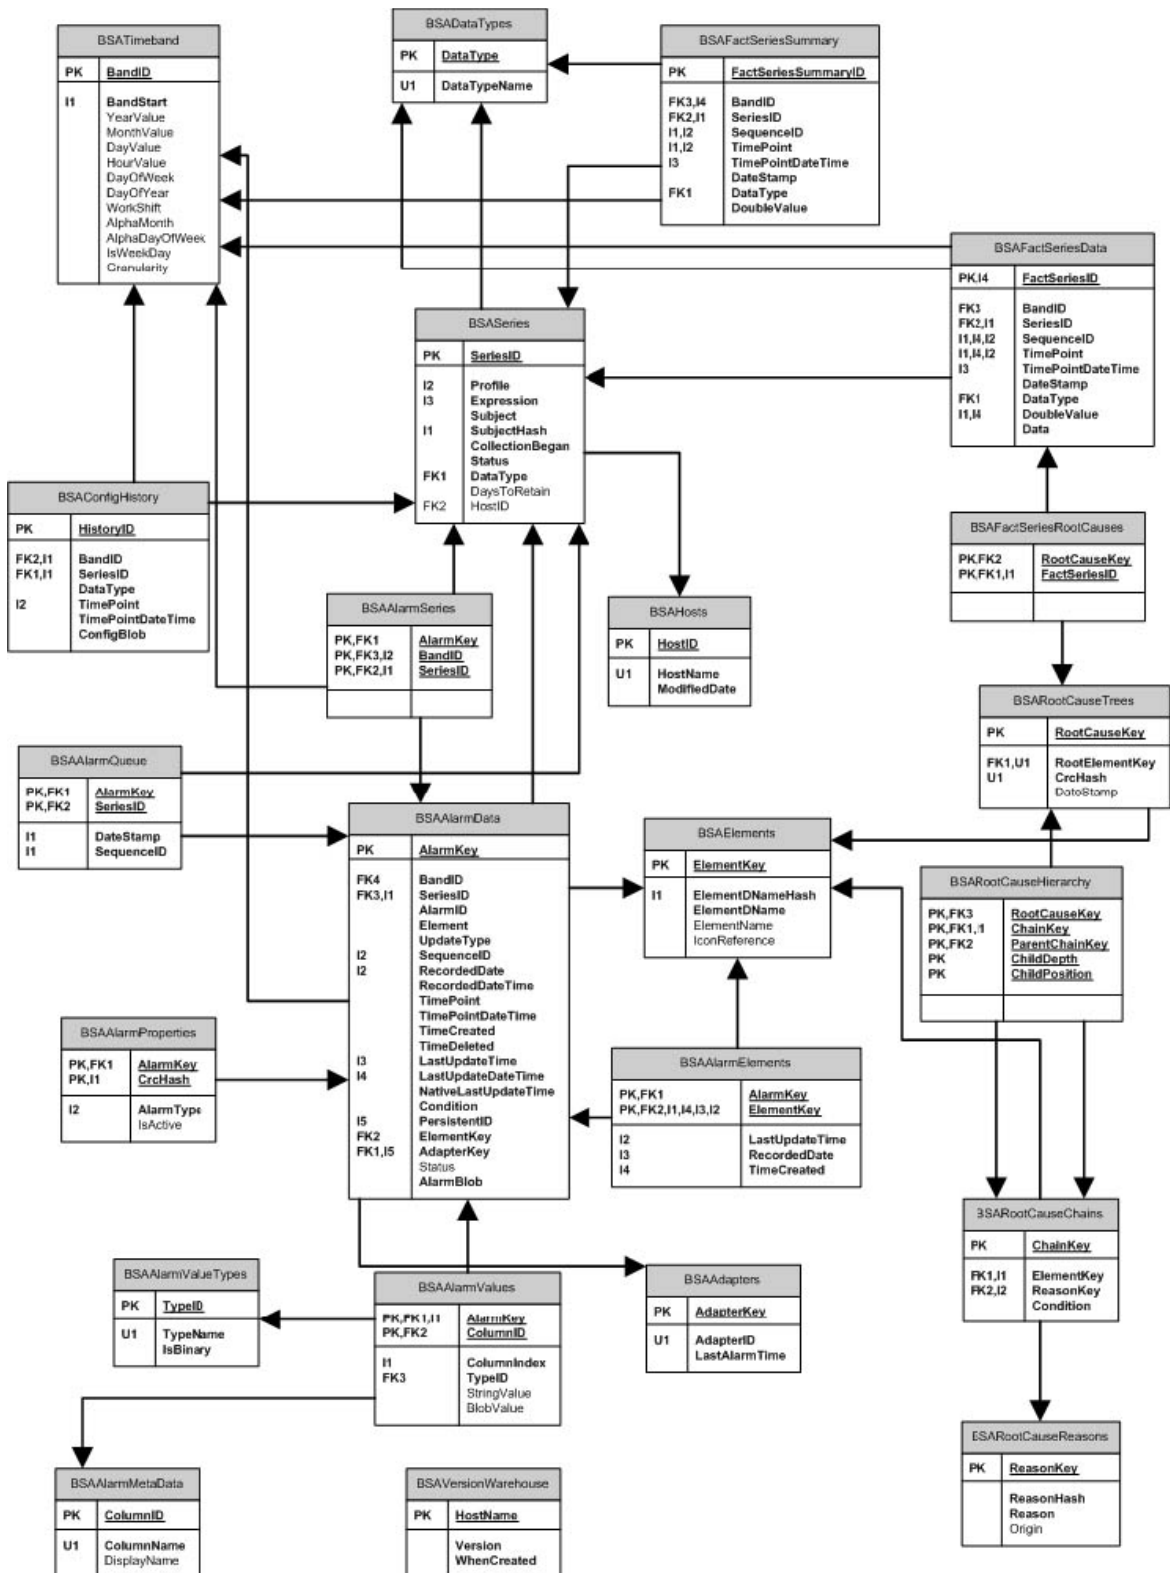 BSATimeband
PK BandID
I1 BandStart
YearValue
MonthValue
DayValue
HourValue
DayOfWeek
DayOfYear
WorkShift
AlphaMonth
AlphaDayOfWeek
IsWeekDay
Granularity
BSADataTypes
PK DataType
U1 DataTypeName
BSAFactSeriesSummary
PK FactSeriesSummaryID
FK3,I4 BandID
FK2,I1 SeriesID
I1,I2 SequenceID
I1,I2 TimePoint
I3 TimePointDateTime
DateStamp
FK1 DataType
DoubleValue
BSAFactSeriesData
PK,I4 FactSeriesID
FK3 BandID
FK2,I1 SeriesID
I1,I4,I2 SequenceID
I1,I4,I2 TimePoint
I3 TimePointDateTime
DateStamp
FK1 DataType
I1,I4 DoubleValue
Data
BSASeries
PK SeriesID
I2 Profile
I3 Expression
Subject
I1 SubjectHash
CollectionBegan
Status
FK1 DataType
DaysToRetain
FK2 HostID
BSAConfigHistory
PK HistoryID
FK2,I1 BandID
FK1,I1 SeriesID
DataType
I2 TimePoint
TimePointDateTime
ConfigBlob
BSAFactSeriesRootCauses
PK,FK2 RootCauseKey
PK,FK1,I1 FactSeriesID
BSAAlarmSeries
PK,FK1 AlarmKey
PK,FK3,I2 BandID
PK,FK2,I1 SeriesID
BSAHosts
PK HostID
U1 HostName
ModifiedDate
BSARootCauseTrees
PK RootCauseKey
FK1,U1 RootElementKey
U1 CrcHash
DateStamp
BSAAlarmQueue
PK,FK1 AlarmKey
PK,FK2 SeriesID
I1 DateStamp
I1 SequenceID
BSAAlarmData
PK AlarmKey
FK4 BandID
FK3,I1 SeriesID
AlarmID
Element
UpdateType
I2 SequenceID
I2 RecordedDate
RecordedDateTime
TimePoint
TimePointDateTime
TimeCreated
TimeDeleted
I3 LastUpdateTime
I4 LastUpdateDateTime
NativeLastUpdateTime
Condition
I5 PersistentID
FK2 ElementKey
FK1,I5 AdapterKey
Status
AlarmBlob
BSAElements
PK ElementKey
I1 ElementDNameHash
ElementDName
ElementName
IconReference
BSARootCauseHierarchy
PK,FK3 RootCauseKey
PK,FK1,I1 ChainKey
PK,FK2 ParentChainKey
PK ChildDepth
PK ChildPosition
BSAAlarmProperties
PK,FK1 AlarmKey
PK,I1 CrcHash
I2 AlarmType
IsActive
BSAAlarmElements
PK,FK1 AlarmKey
PK,FK2,I1,I4,I3,I2 ElementKey
I2 LastUpdateTime
I3 RecordedDate
I4 TimeCreated
BSARootCauseChains
PK ChainKey
FK1,I1 ElementKey
FK2,I2 ReasonKey
Condition
BSAAlarmValueTypes
PK TypeID
U1 TypeName
IsBinary
BSAAlarmValues
PK,FK1,I1 AlarmKey
PK,FK2 ColumnID
I1 ColumnIndex
FK3 TypeID
StringValue
BlobValue
BSAAdapters
PK AdapterKey
U1 AdapterID
LastAlarmTime
BSARootCauseReasons
PK ReasonKey
ReasonHash
Reason
Origin
BSAAlarmMetaData
PK ColumnID
U1 ColumnName
DisplayName
BSAVersionWarehouse
PK HostName
Version
WhenCreated